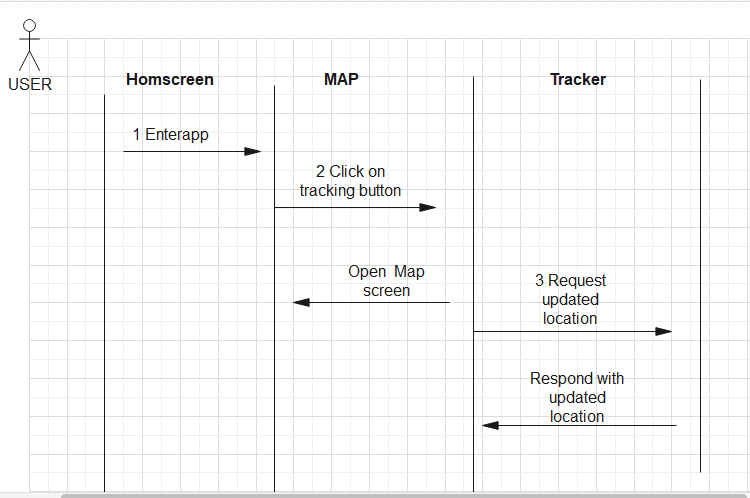 USER
Homscreen
MAP
Tracker
1 Enterapp
2 Click on
tracking button
Open Map
screen
3 Request
updated
location
Respond with
updated
location